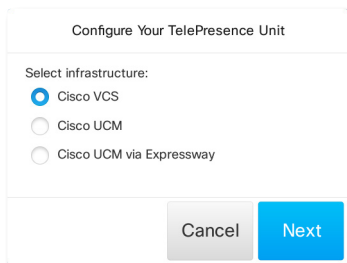 Configure Your TelePresence Unit
Select infrastructure:
Cisco VCS
Cisco UCM
Cisco UCM via Expressway
Cancel
Next